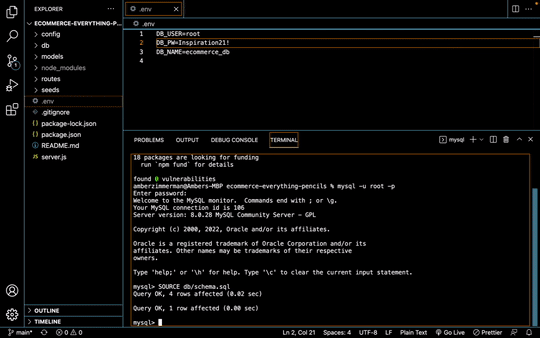 EXPLORER
ECOMMERCE-EVERYTHING-P...
config
db
models
node_modules
routes
seeds
.env
.gitignore
package-lock.json
package.json
README.md
JS server.js
OUTLINE
TIMELINE
.env
.env
1 DB_USER=root
2 DB_PW=Inspiration21!
3 DB_NAME=ecommerce_db
4
PROBLEMS OUTPUT DEBUG CONSOLE TERMINAL
mysql
18 packages are looking for funding
run `npm fund` for details
found 0 vulnerabilities
amberzimmerman@Ambers-MBP ecommerce-everything-pencils % mysql -u root -p
Enter password:
Welcome to the MySQL monitor. Commands end with ; or \g.
Your MySQL connection id is 106
Server version: 8.0.28 MySQL Community Server - GPL
Copyright (c) 2000, 2022, Oracle and/or its affiliates.
Oracle is a registered trademark of Oracle Corporation and/or its
affiliates. Other names may be trademarks of their respective
owners.
Type 'help;' or '\h' for help. Type '\c' to clear the current input statement.
mysql> SOURCE db/schema.sql
Query OK, 4 rows affected (0.02 sec)
Query OK, 1 row affected (0.00 sec)
mysql>
main* 0 0 Ln 2, Col 21 Spaces: 4 UTF-8 LF Plain Text Go Live Prettier